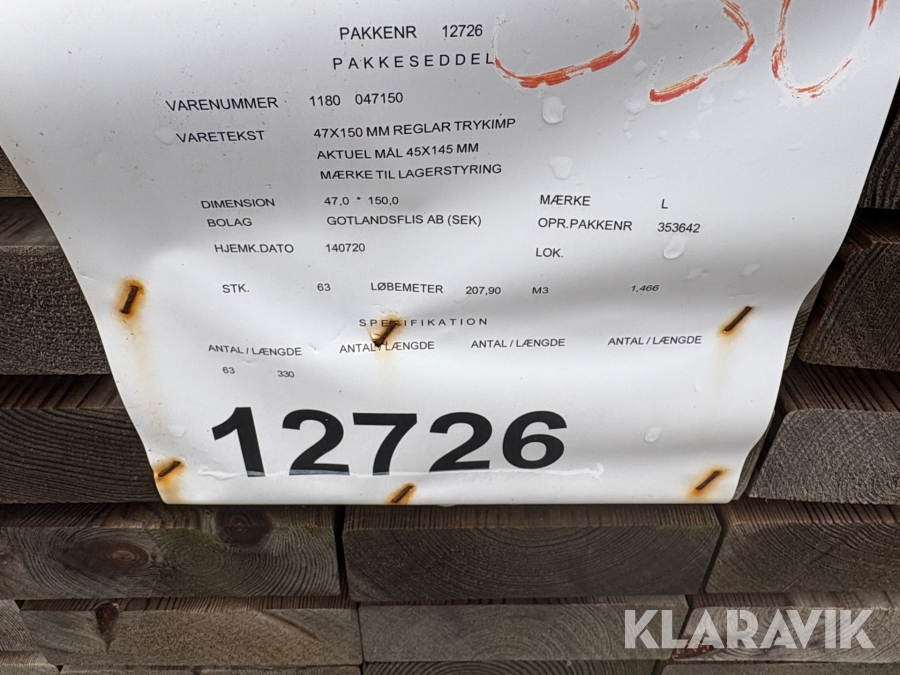 PAKKENR 12726
PAKKESEDDEL
VARENUMMER 1180 047150
VARETEKST 47X150 MM REGLAR TRYKIMP
AKTUEL MÅL 45X145 MM
MÆRKE TIL LAGERSTYRING
DIMENSION 47,0 * 150,0 MÆRKE L
BOLAG GOTLANDSFLIS AB (SEK) OPR.PAKKENR 353642
HJEMK.DATO 140720 LOK.
STK. 63 LØBEMETER 207,90 M3 1,466
SPESIFIKATION
ANTAL/LÆNGDE ANTAL/LÆNGDE ANTAL/LÆNGDE ANTAL/LÆNGDE
63 330
12726
KLARAVIK